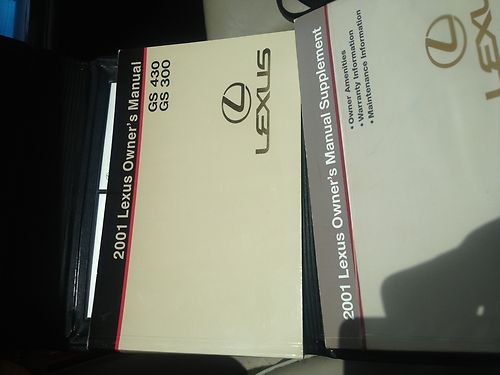 2001 Lexus Owner's Manual
GS 430
GS 300
LEXUS
2001 Lexus Owner's Manual Supplement
• Owner Amenities
• Warranty Information
• Maintenance Information
LEXUS